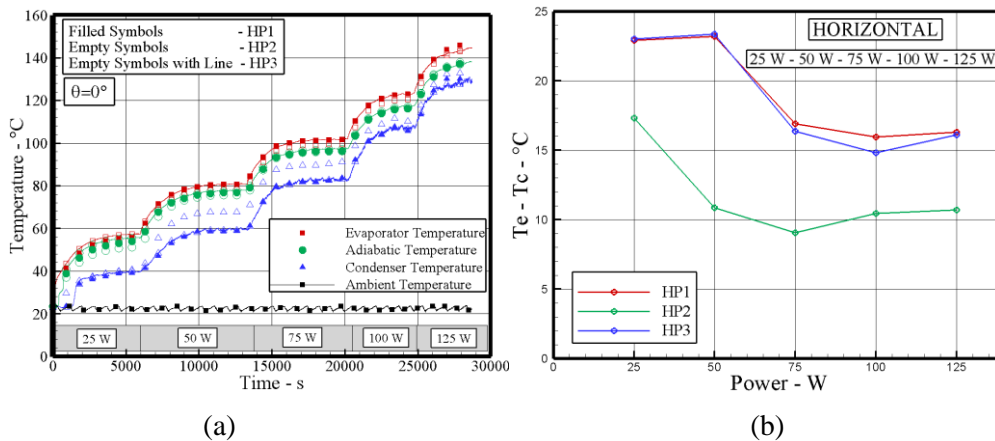 Filled Symbols - HP1
Empty Symbols - HP2
Empty Symbols with Line - HP3
θ=0°
160
140
120
100
80
60
40
20
0
Temperature - °C
Evaporator Temperature
Adiabatic Temperature
Condenser Temperature
Ambient Temperature
25 W 50 W 75 W 100 W 125 W
0 5000 10000 15000 20000 25000 30000
Time - s
(a)
HORIZONTAL
25 W - 50 W - 75 W - 100 W - 125 W
25
20
15
10
5
0
Te - Tc - °C
HP1
HP2
HP3
0 25 50 75 100 125
Power - W
(b)